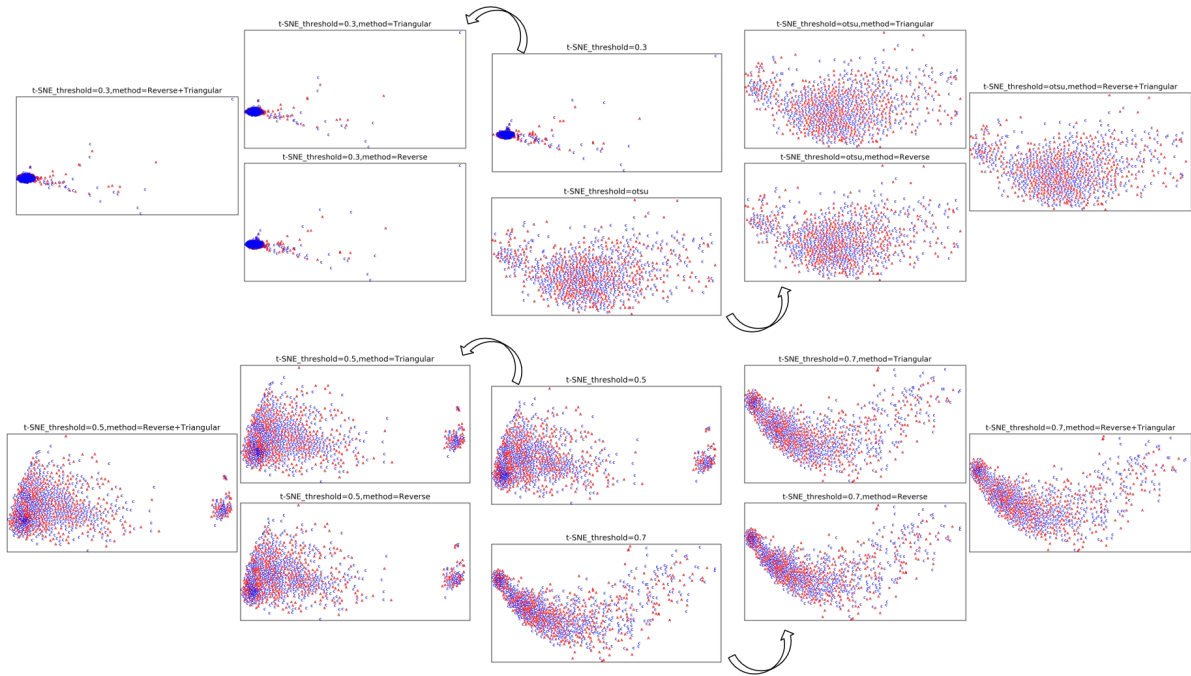 t-SNE_threshold=0.3,method=Triangular
t-SNE_threshold=otsu,method=Triangular
t-SNE_threshold=0.3
t-SNE_threshold=0.3,method=Reverse+Triangular
t-SNE_threshold=otsu,method=Reverse+Triangular
t-SNE_threshold=0.3,method=Reverse
t-SNE_threshold=otsu,method=Reverse
t-SNE_threshold=otsu
t-SNE_threshold=0.5,method=Triangular
t-SNE_threshold=0.7,method=Triangular
t-SNE_threshold=0.5
t-SNE_threshold=0.5,method=Reverse+Triangular
t-SNE_threshold=0.7,method=Reverse+Triangular
t-SNE_threshold=0.5,method=Reverse
t-SNE_threshold=0.7,method=Reverse
t-SNE_threshold=0.7